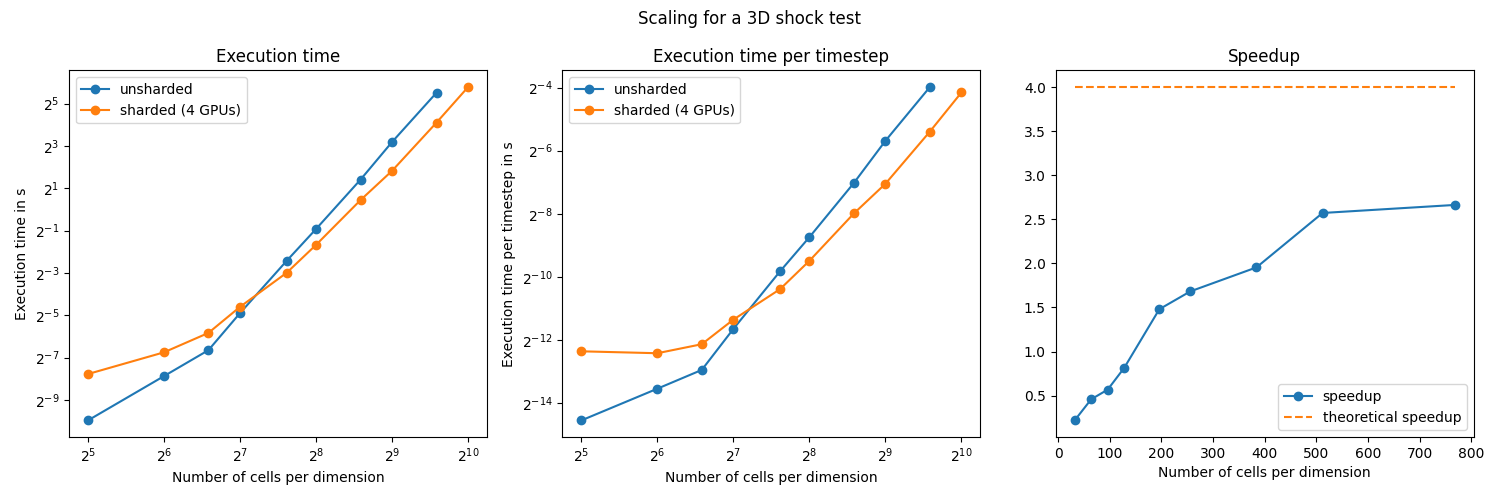 Scaling for a 3D shock test
Execution time
unsharded
sharded (4 GPUs)
2^5
2^3
2^1
2^-1
2^-3
2^-5
2^-7
2^-9
Execution time in s
2^5 2^6 2^7 2^8 2^9 2^10
Number of cells per dimension
Execution time per timestep
unsharded
sharded (4 GPUs)
2^-4
2^-6
2^-8
2^-10
2^-12
2^-14
Execution time per timestep in s
2^5 2^6 2^7 2^8 2^9 2^10
Number of cells per dimension
Speedup
4.0
3.5
3.0
2.5
2.0
1.5
1.0
0.5
speedup
theoretical speedup
0 100 200 300 400 500 600 700 800
Number of cells per dimension